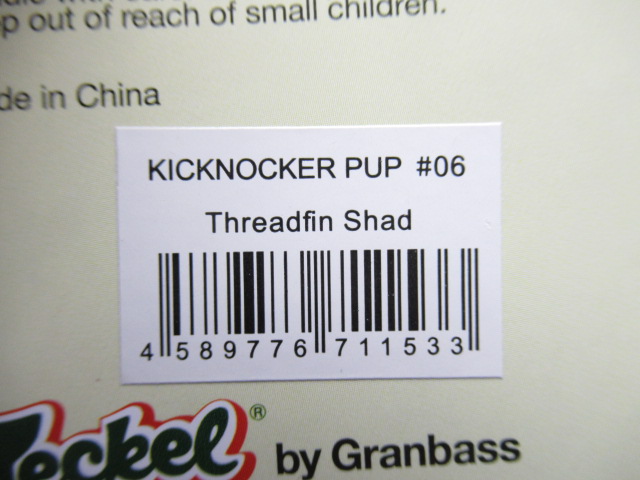 p out of reach of small children.
de in China
KICKNOCKER PUP #06
Threadfin Shad
4 589776 711533
Teckel® by Granbass